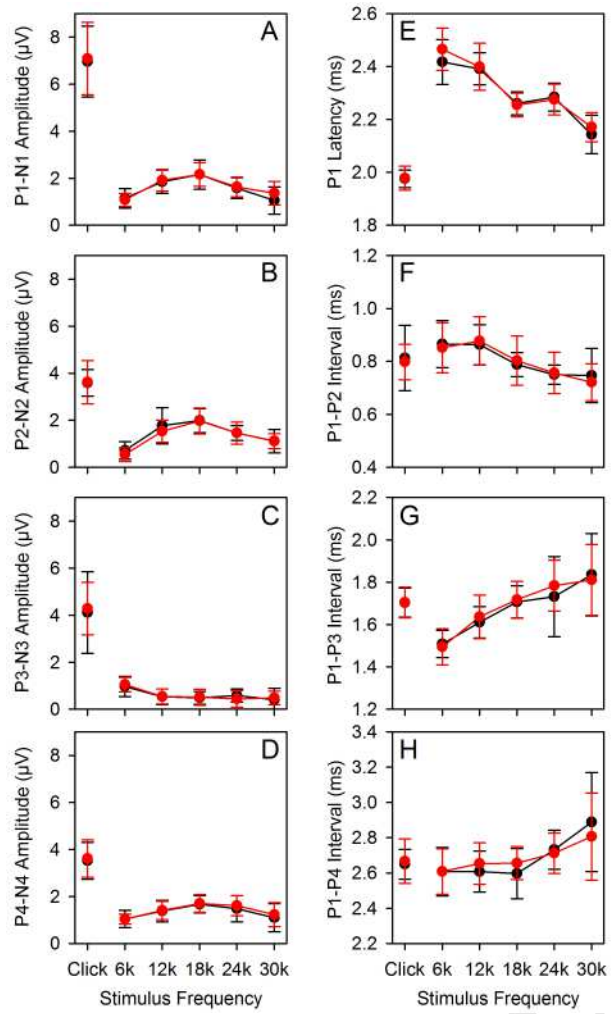 A
P1-N1 Amplitude (µV)
8
6
4
2
0
E
P1 Latency (ms)
2.6
2.4
2.2
2.0
1.8
B
P2-N2 Amplitude (µV)
8
6
4
2
0
F
P1-P2 Interval (ms)
1.2
1.0
0.8
0.6
0.4
C
P3-N3 Amplitude (µV)
8
6
4
2
0
G
P1-P3 Interval (ms)
2.2
2.0
1.8
1.6
1.4
1.2
D
P4-N4 Amplitude (µV)
8
6
4
2
0
H
P1-P4 Interval (ms)
3.4
3.2
3.0
2.8
2.6
2.4
2.2
Click 6k 12k 18k 24k 30k
Stimulus Frequency
Click 6k 12k 18k 24k 30k
Stimulus Frequency